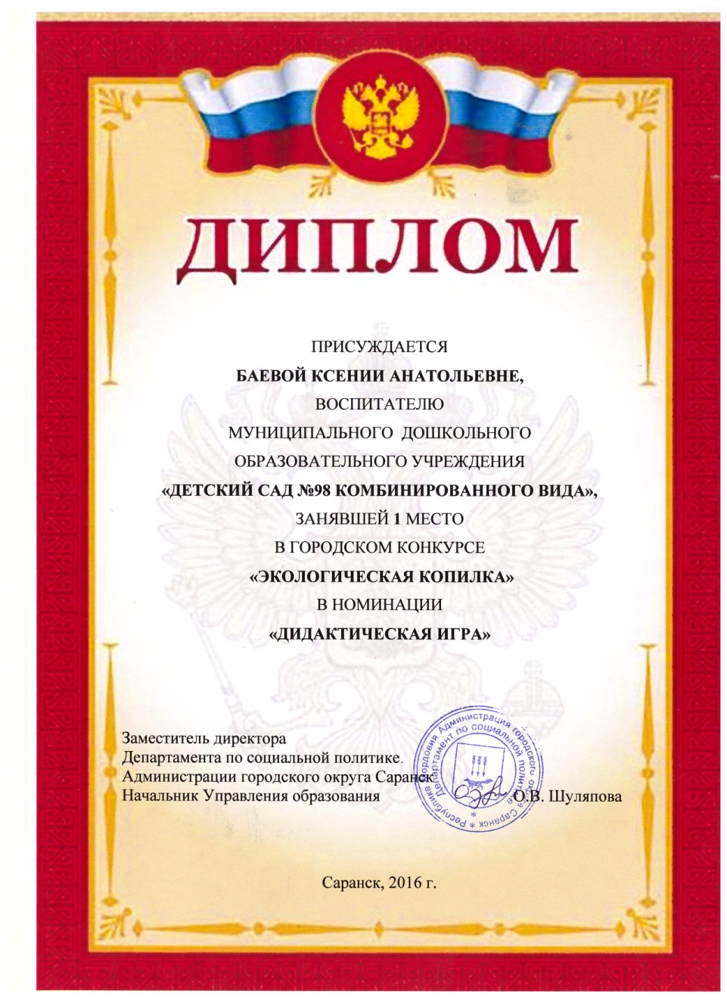 ДИПЛОМ
ПРИСУЖДАЕТСЯ
БАЕВОЙ КСЕНИИ АНАТОЛЬЕВНЕ,
ВОСПИТАТЕЛЮ
МУНИЦИПАЛЬНОГО ДОШКОЛЬНОГО
ОБРАЗОВАТЕЛЬНОГО УЧРЕЖДЕНИЯ
«ДЕТСКИЙ САД №98 КОМБИНИРОВАННОГО ВИДА»,
ЗАНЯВШЕЙ 1 МЕСТО
В ГОРОДСКОМ КОНКУРСЕ
«ЭКОЛОГИЧЕСКАЯ КОПИЛКА»
В НОМИНАЦИИ
«ДИДАКТИЧЕСКАЯ ИГРА»
Заместитель директора
Департамента по социальной политике
Администрации городского округа Саранск
Начальник Управления образования О.В. Шуляпова
Республика Мордовия Администрация городского округа Саранск
Департамент по социальной политике
Саранск, 2016 г.